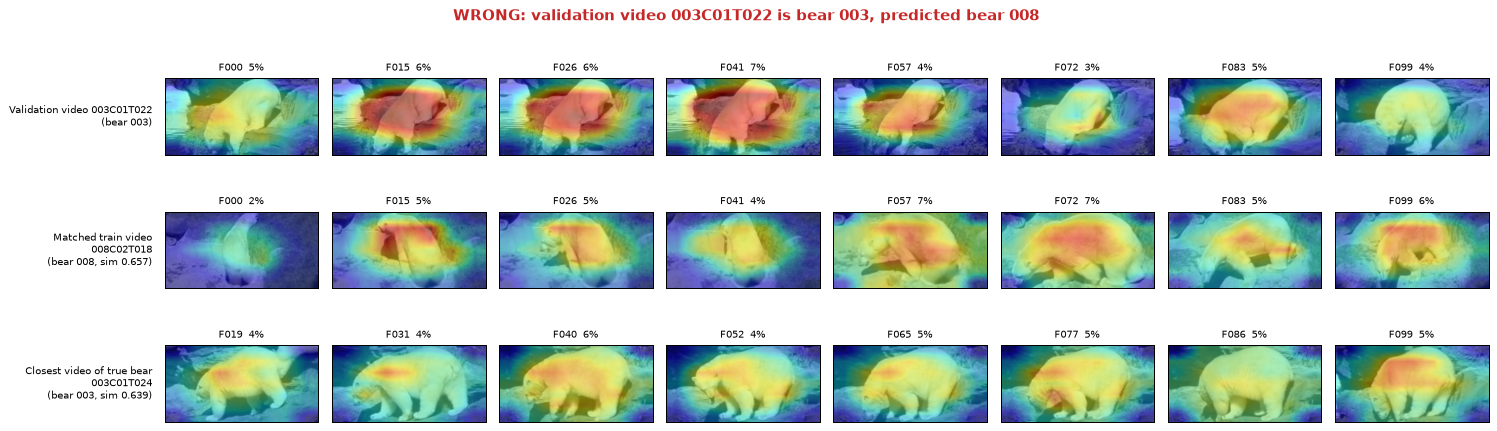 WRONG: validation video 003C01T022 is bear 003, predicted bear 008
F000 5% F015 6% F026 6% F041 7% F057 4% F072 3% F083 5% F099 4%
Validation video 003C01T022
(bear 003)
F000 2% F015 5% F026 5% F041 4% F057 7% F072 7% F083 5% F099 6%
Matched train video
008C02T018
(bear 008, sim 0.657)
F019 4% F031 4% F040 6% F052 4% F065 5% F077 5% F086 5% F099 5%
Closest video of true bear
003C01T024
(bear 003, sim 0.639)